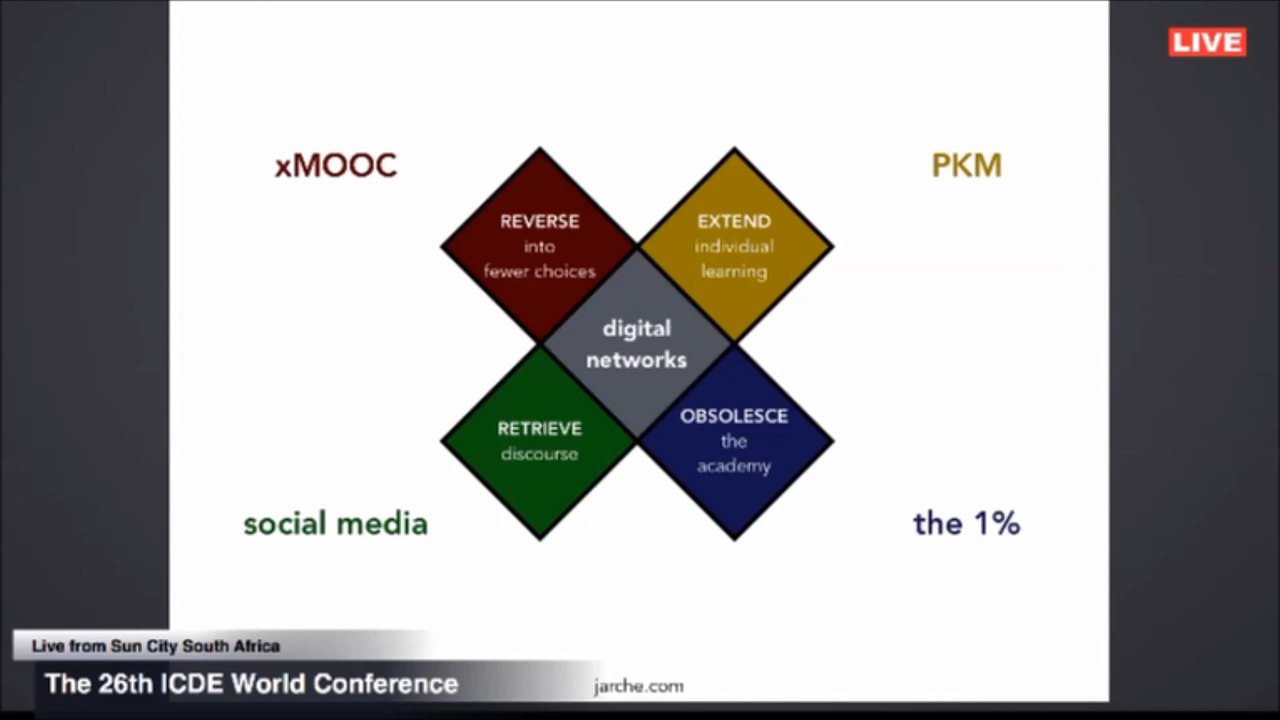 LIVE
xMOOC
PKM
REVERSE
into
fewer choices
EXTEND
individual
learning
digital
networks
RETRIEVE
discourse
OBSOLESCE
the
academy
social media
the 1%
Live from Sun City South Africa
The 26th ICDE World Conference
jarche.com